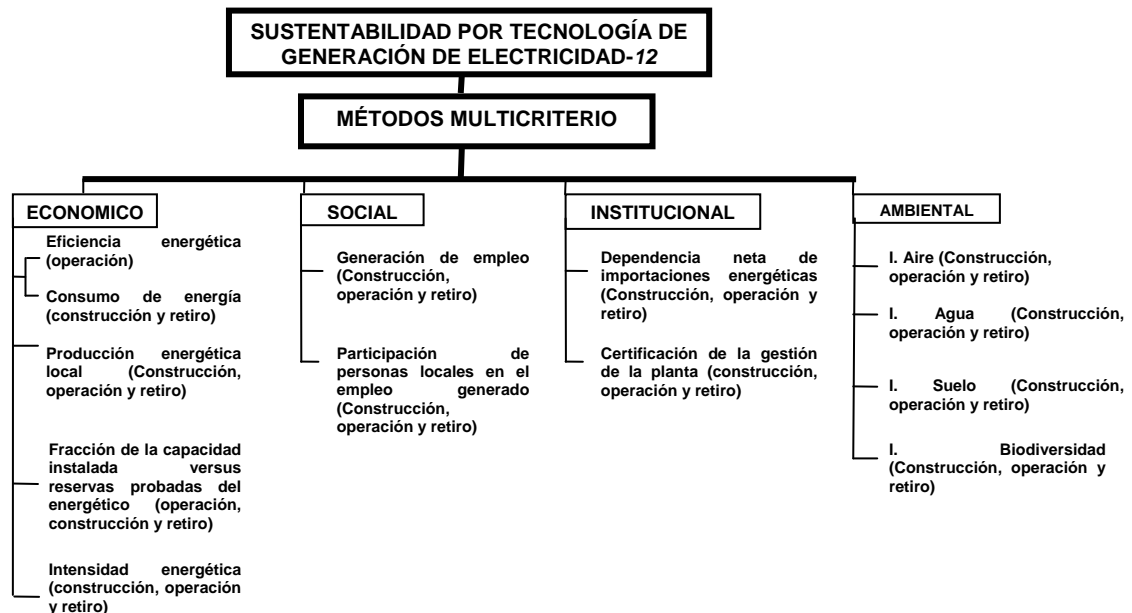 SUSTENTABILIDAD POR TECNOLOGÍA DE
GENERACIÓN DE ELECTRICIDAD-12
MÉTODOS MULTICRITERIO
ECONOMICO
Eficiencia energética
(operación)
Consumo de energía
(construcción y retiro)
Producción energética
local (Construcción,
operación y retiro)
Fracción de la capacidad
instalada versus
reservas probadas del
energético (operación,
construcción y retiro)
Intensidad energética
(construcción, operación
y retiro)
SOCIAL
Generación de empleo
(Construcción,
operación y retiro)
Participación de
personas locales en el
empleo generado
(Construcción,
operación y retiro)
INSTITUCIONAL
Dependencia neta de
importaciones energéticas
(Construcción, operación y
retiro)
Certificación de la gestión
de la planta (construcción,
operación y retiro)
AMBIENTAL
I. Aire (Construcción,
operación y retiro)
I. Agua (Construcción,
operación y retiro)
I. Suelo (Construcción,
operación y retiro)
I. Biodiversidad
(Construcción, operación y
retiro)